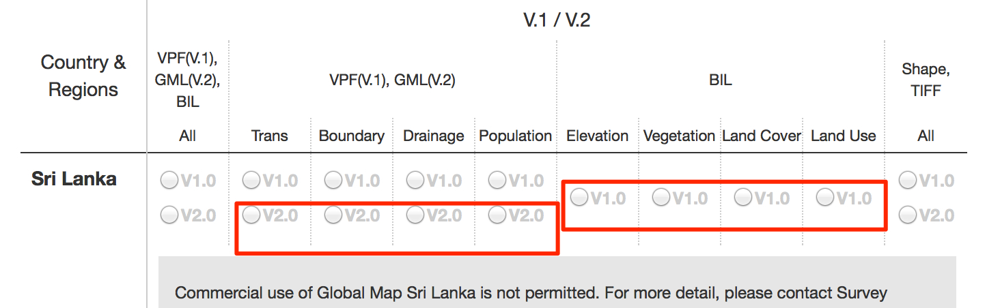 V.1 / V.2
Country &
Regions
VPF(V.1),
GML(V.2),
BIL
VPF(V.1), GML(V.2)
BIL
Shape,
TIFF
All Trans Boundary Drainage Population Elevation Vegetation Land Cover Land Use All
Sri Lanka
V1.0 V1.0 V1.0 V1.0 V1.0 V1.0
V1.0 V1.0 V1.0 V1.0
V2.0 V2.0 V2.0 V2.0 V2.0 V2.0
Commercial use of Global Map Sri Lanka is not permitted. For more detail, please contact Survey